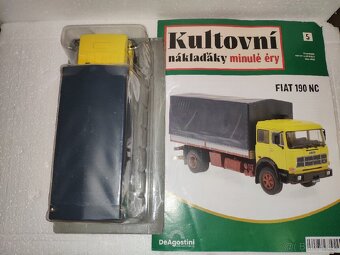 Kultovní
náklaďáky minulé éry
5
FIAT 190 NC
DeAGOSTINI